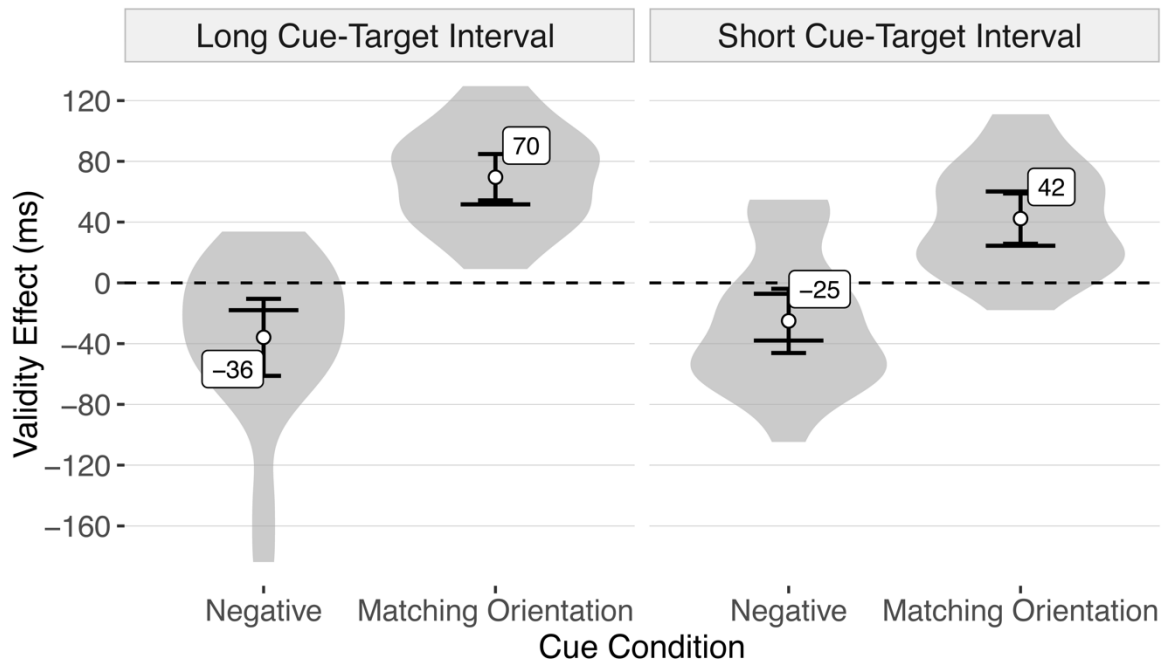 Long Cue-Target Interval
Short Cue-Target Interval
Validity Effect (ms)
120
80
40
0
−40
−80
−120
−160
70
−36
42
−25
Negative
Matching Orientation
Negative
Matching Orientation
Cue Condition